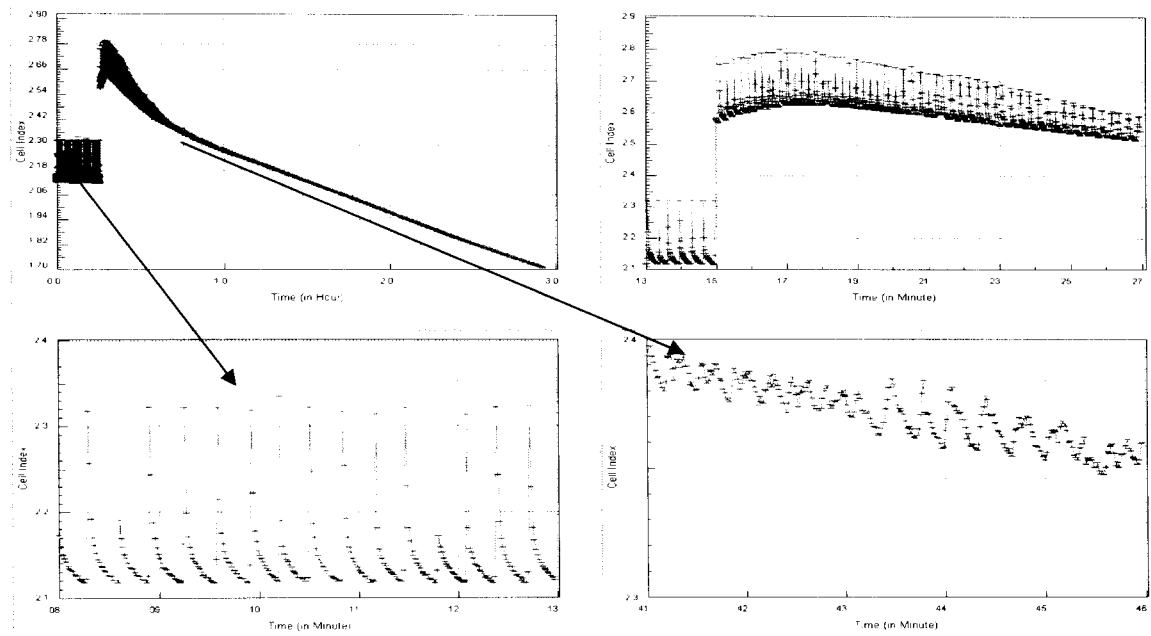 2.90
2.78
2.66
2.54
2.42
2.30
2.18
2.06
1.94
1.82
1.70
Cell Index
0.0 1.0 2.0 3.0
Time (in Hour)
2.9
2.8
2.7
2.6
2.5
2.4
2.3
2.2
2.1
Cell Index
13 15 17 19 21 23 25 27
Time (in Minute)
2.4
2.3
2.2
2.1
Cell Index
08 09 10 11 12 13
Time (in Minute)
2.4
2.3
Cell Index
41 42 43 44 45 46
Time (in Minute)